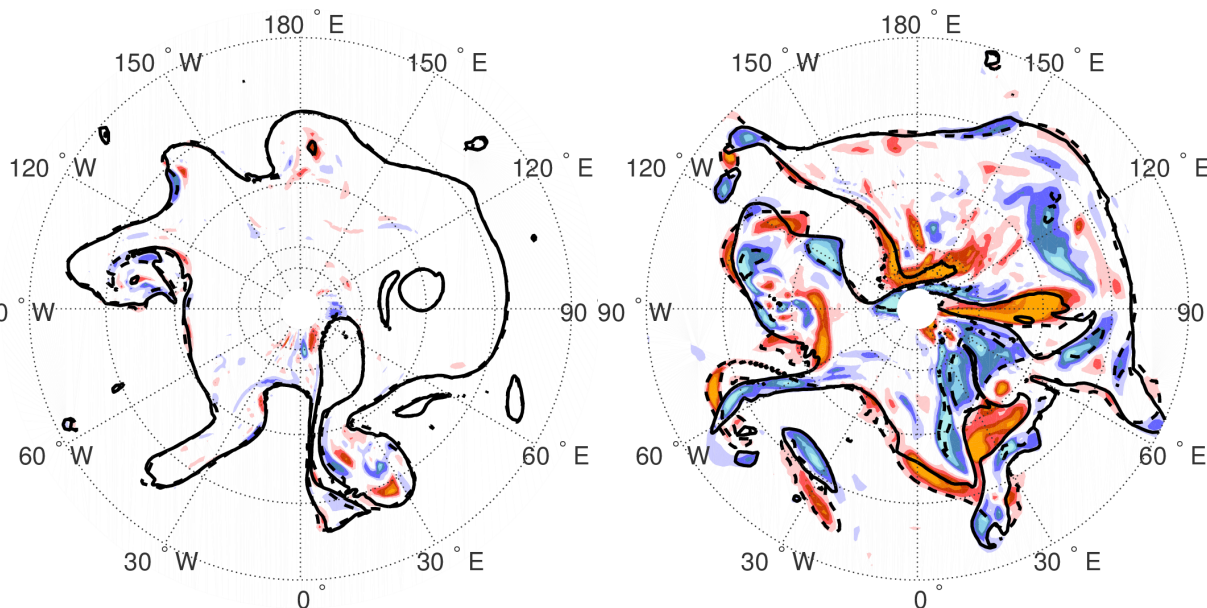 180 ° E
180 ° E
150 ° W
150 ° E
150 ° W
150 ° E
120 ° W
120 ° E
120 ° W
120 ° E
0 ° W
90
90 ° W
90
60 ° W
60 ° E
60 ° W
60 ° E
30 ° W
30 ° E
30 ° W
30 ° E
0 °
0 °